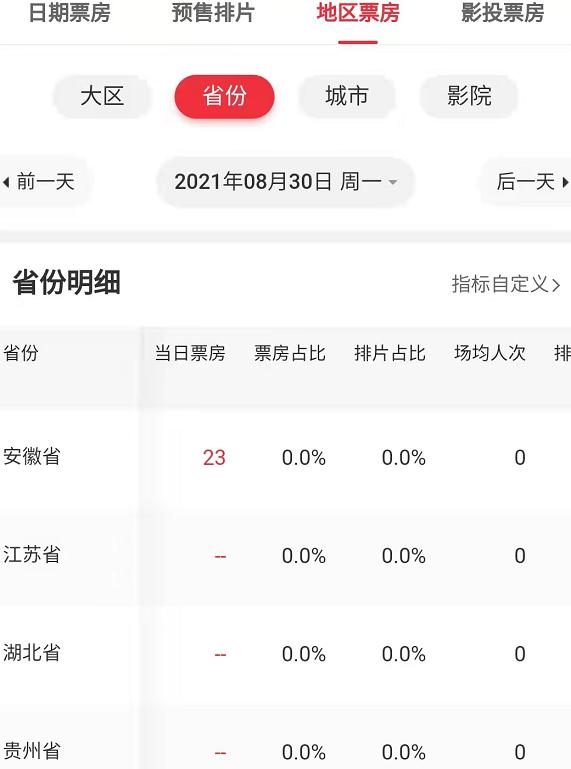 日期票房 预售排片 地区票房 影投票房
大区 省份 城市 影院
前一天 2021年08月30日 周一 后一天
省份明细 指标自定义>
省份 当日票房 票房占比 排片占比 场均人次 排
安徽省 23 0.0% 0.0% 0
江苏省 -- 0.0% 0.0% 0
湖北省 -- 0.0% 0.0% 0
贵州省 -- 0.0% 0.0% 0